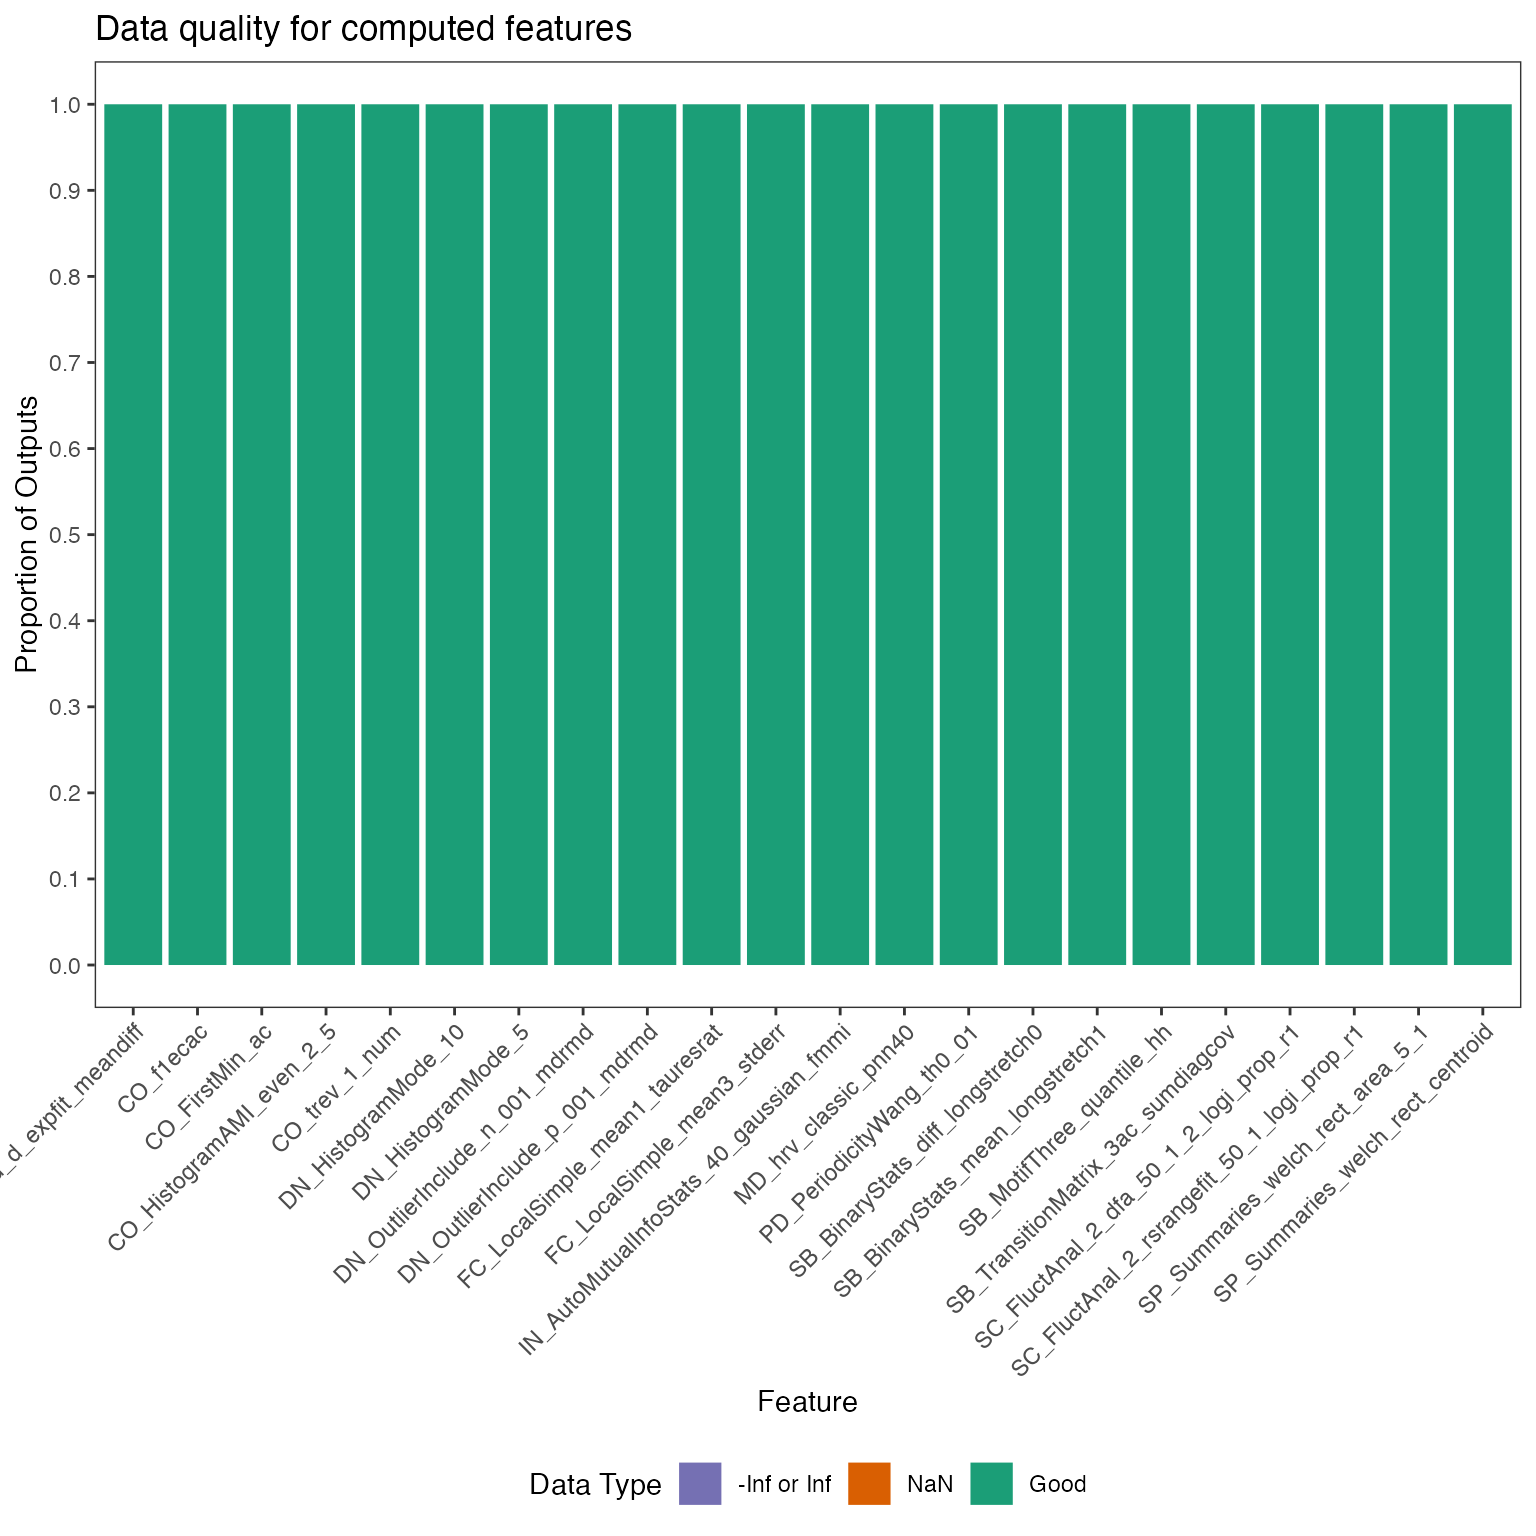 Data quality for computed features
Proportion of Outputs
1.0
0.9
0.8
0.7
0.6
0.5
0.4
0.3
0.2
0.1
0.0
_d_expfit_meandiff
CO_f1ecac
CO_FirstMin_ac
CO_HistogramAMI_even_2_5
CO_trev_1_num
DN_HistogramMode_10
DN_HistogramMode_5
DN_OutlierInclude_n_001_mdrmd
DN_OutlierInclude_p_001_mdrmd
FC_LocalSimple_mean1_tauresrat
FC_LocalSimple_mean3_stderr
IN_AutoMutualInfoStats_40_gaussian_fmmi
MD_hrv_classic_pnn40
PD_PeriodicityWang_th0_01
SB_BinaryStats_diff_longstretch0
SB_BinaryStats_mean_longstretch1
SB_MotifThree_quantile_hh
SB_TransitionMatrix_3ac_sumdiagcov
SC_FluctAnal_2_dfa_50_1_2_logi_prop_r1
SC_FluctAnal_2_rsrangefit_50_1_logi_prop_r1
SP_Summaries_welch_rect_area_5_1
SP_Summaries_welch_rect_centroid
Feature
Data Type -Inf or Inf NaN Good